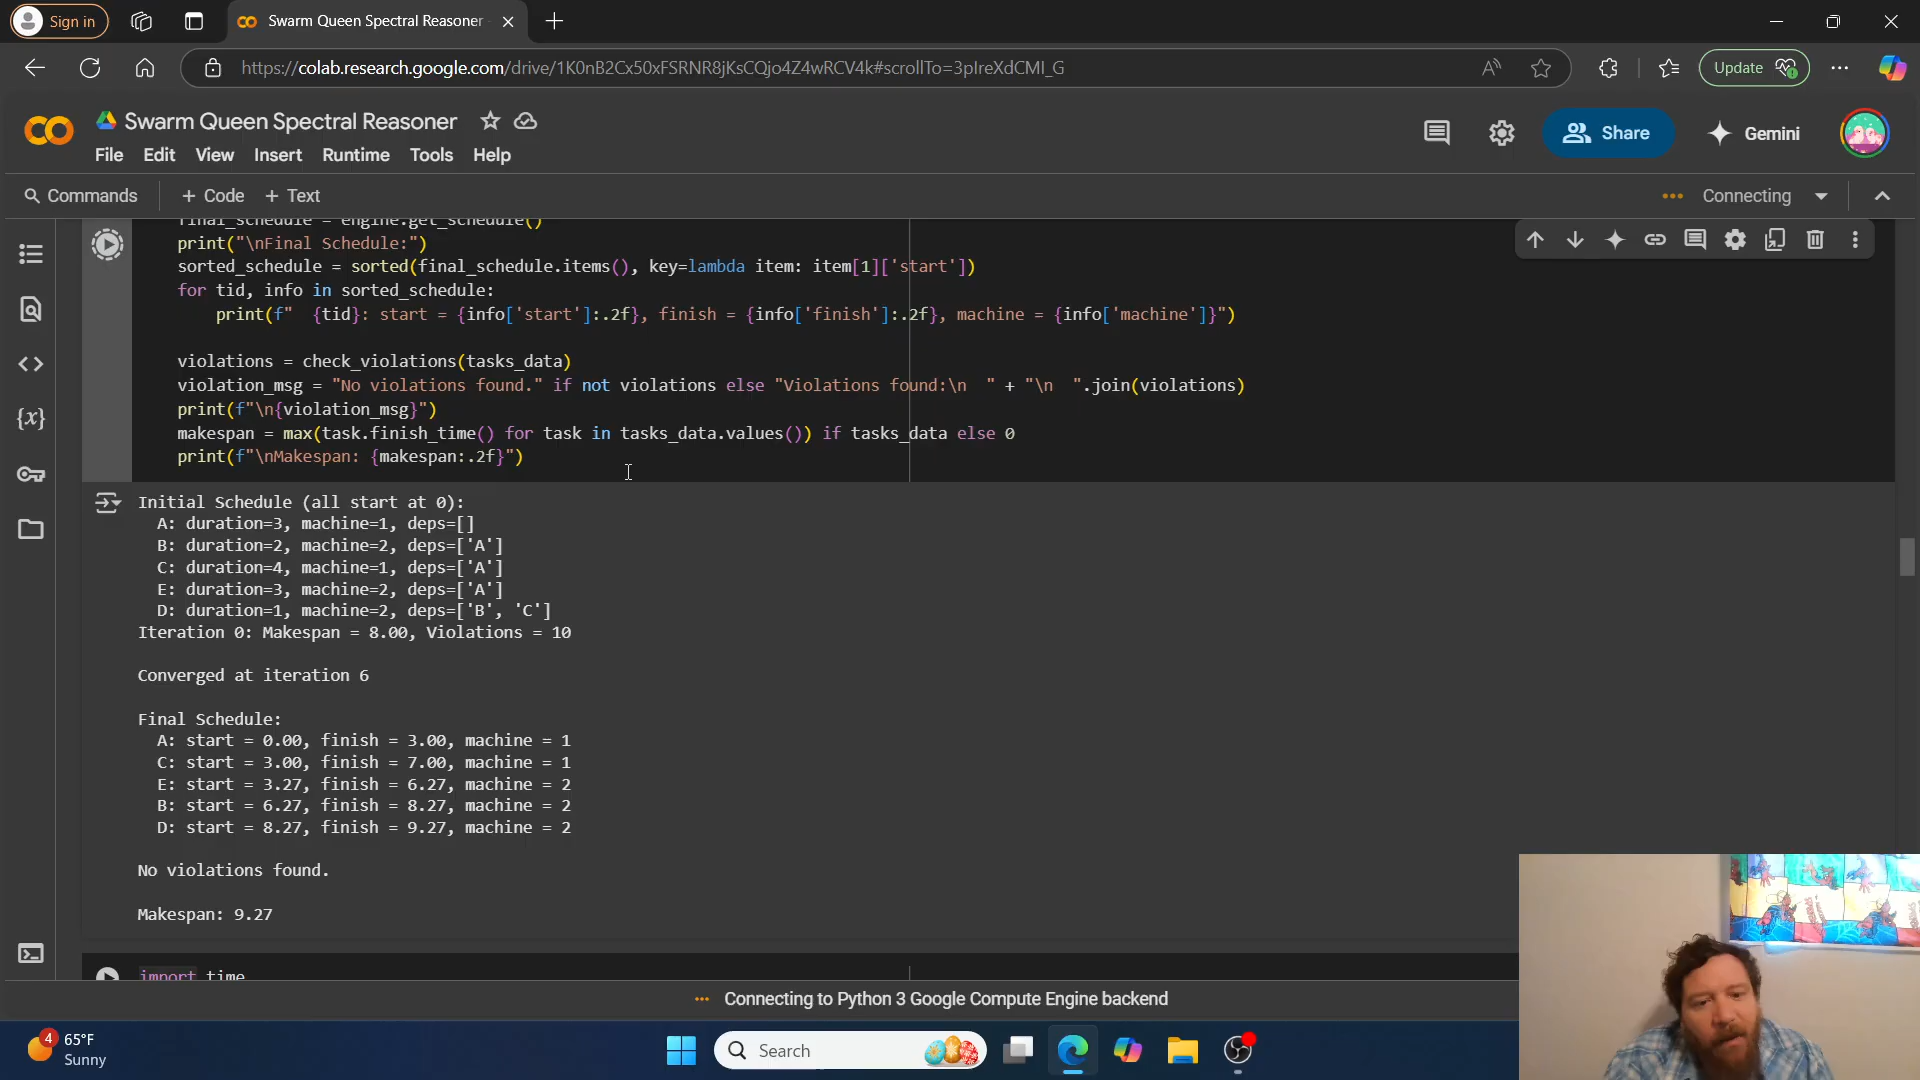 Sign in
Swarm Queen Spectral Reasoner
https://colab.research.google.com/drive/1K0nB2Cx50xFSRNR8jKsCQjo4Z4wRCV4k#scrollTo=3pIreXdCMI_G
Update
Swarm Queen Spectral Reasoner
File Edit View Insert Runtime Tools Help
Share
Gemini
Commands + Code + Text
Connecting
final_schedule = engine.get_schedule()
print("\nFinal Schedule:")
sorted_schedule = sorted(final_schedule.items(), key=lambda item: item[1]['start'])
for tid, info in sorted_schedule:
print(f"  {tid}: start = {info['start']:.2f}, finish = {info['finish']:.2f}, machine = {info['machine']}")
violations = check_violations(tasks_data)
violation_msg = "No violations found." if not violations else "Violations found:\n  " + "\n  ".join(violations)
print(f"\n{violation_msg}")
makespan = max(task.finish_time() for task in tasks_data.values()) if tasks_data else 0
print(f"\nMakespan: {makespan:.2f}")
Initial Schedule (all start at 0):
A: duration=3, machine=1, deps=[]
B: duration=2, machine=2, deps=['A']
C: duration=4, machine=1, deps=['A']
E: duration=3, machine=2, deps=['A']
D: duration=1, machine=2, deps=['B', 'C']
Iteration 0: Makespan = 8.00, Violations = 10
Converged at iteration 6
Final Schedule:
A: start = 0.00, finish = 3.00, machine = 1
C: start = 3.00, finish = 7.00, machine = 1
E: start = 3.27, finish = 6.27, machine = 2
B: start = 6.27, finish = 8.27, machine = 2
D: start = 8.27, finish = 9.27, machine = 2
No violations found.
Makespan: 9.27
import time
Connecting to Python 3 Google Compute Engine backend
4
65°F
Sunny
Search